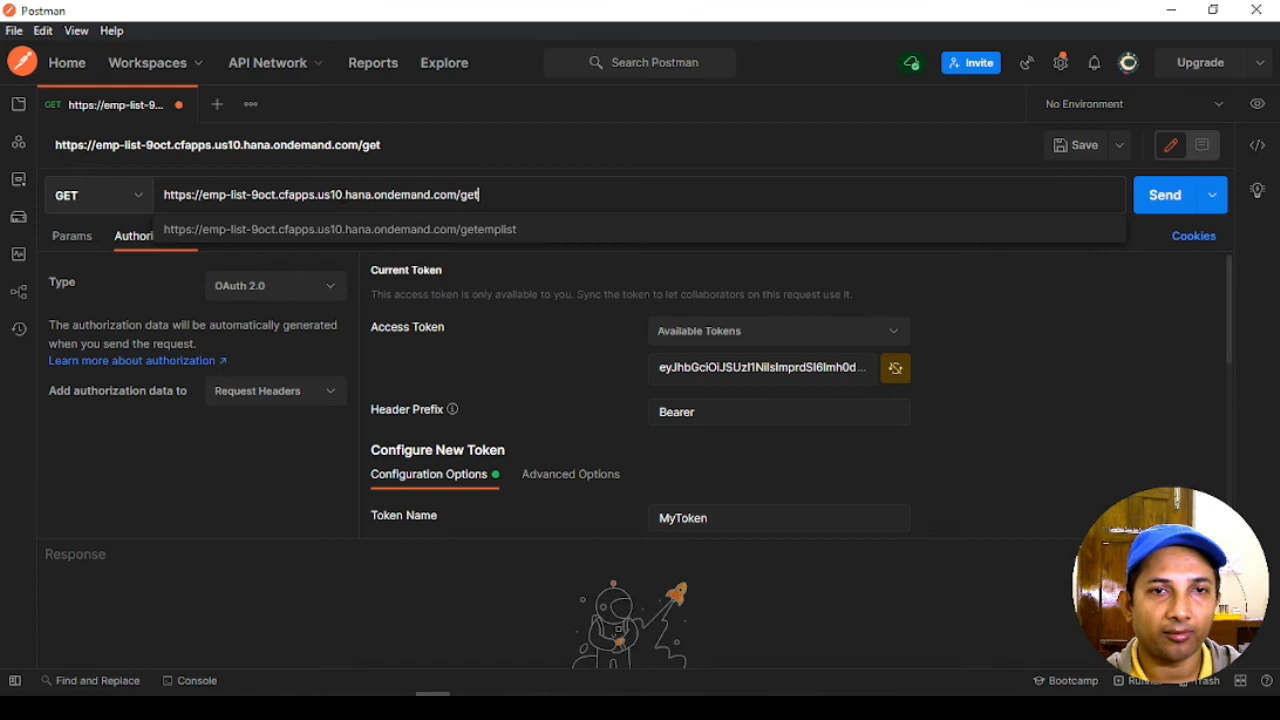 Postman
File Edit View Help
Home Workspaces API Network Reports Explore Search Postman Invite Upgrade
GET https://emp-list-9... No Environment
https://emp-list-9oct.cfapps.us10.hana.ondemand.com/get Save
GET https://emp-list-9oct.cfapps.us10.hana.ondemand.com/get Send
https://emp-list-9oct.cfapps.us10.hana.ondemand.com/getemplist
Params Authori Cookies
Type OAuth 2.0
The authorization data will be automatically generated
when you send the request.
Learn more about authorization ↗
Add authorization data to Request Headers
Current Token
This access token is only available to you. Sync the token to let collaborators on this request use it.
Access Token Available Tokens
eyJhbGciOiJSUzI1NiIsImprdSI6Imh0d...
Header Prefix Bearer
Configure New Token
Configuration Options Advanced Options
Token Name MyToken
Response
Find and Replace Console Bootcamp Trash